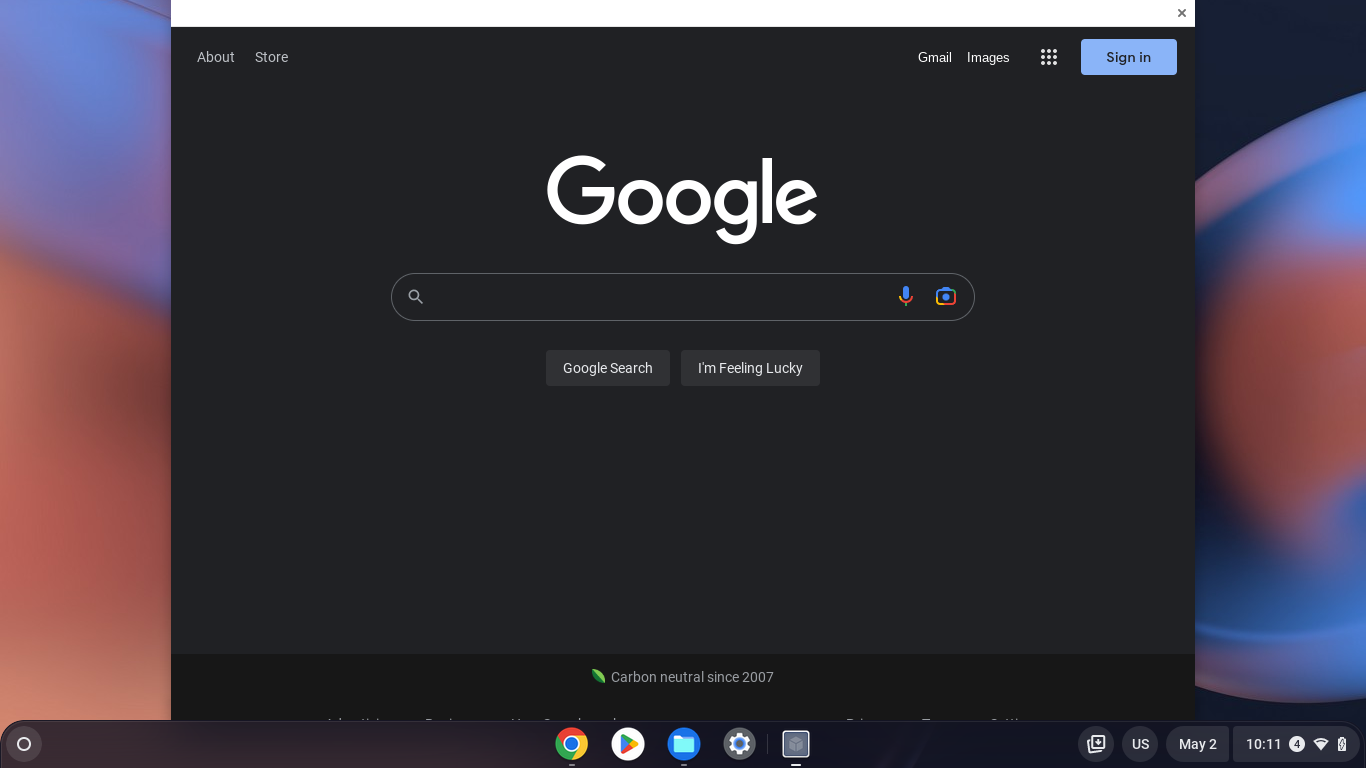 About Store Gmail Images Sign in
Google
Google Search I'm Feeling Lucky
Carbon neutral since 2007
US May 2 10:11 4